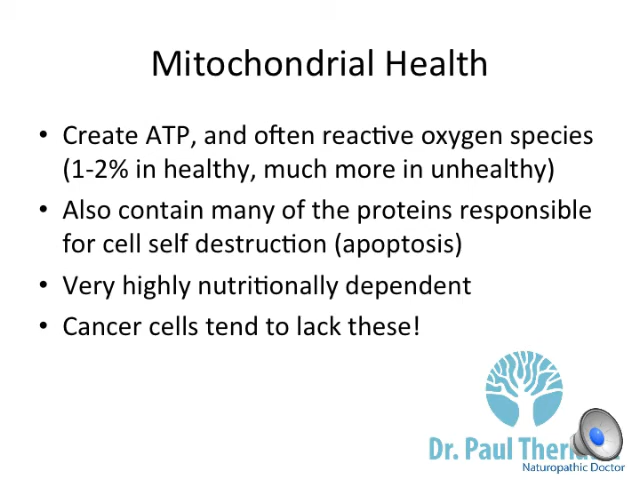 Mitochondrial Health
• Create ATP, and often reactive oxygen species
(1-2% in healthy, much more in unhealthy)
• Also contain many of the proteins responsible
for cell self destruction (apoptosis)
• Very highly nutritionally dependent
• Cancer cells tend to lack these!
Dr. Paul
Naturopathic Doctor